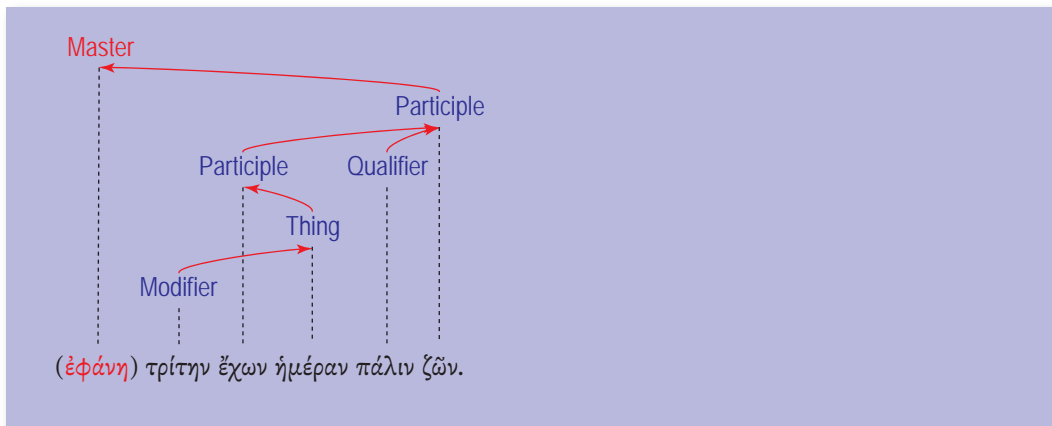 Master
Participle
Participle Qualifier
Thing
Modifier
(ἐφάνη) τρίτην ἔχων ἡμέραν πάλιν ζῶν.